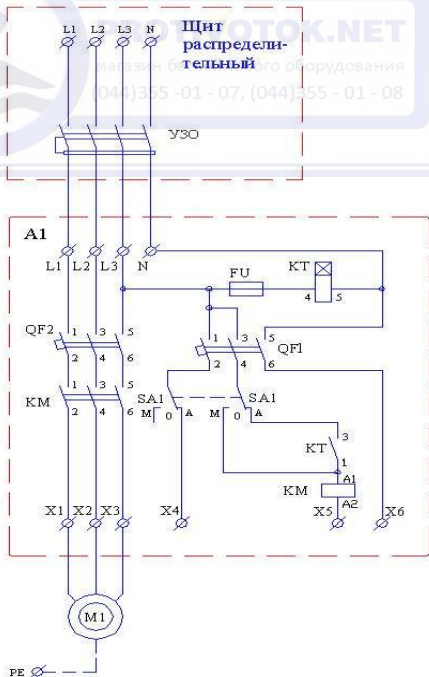 PROTIVOTOK.NET
(044)355 -01 - 07, (044)355 - 01 - 08
L1 L2 L3 N
Щит
распредели-
тельный
УЗО
A1
L1 L2 L3 N
FU KT
4 5
QF2 1 3 5
2 4 6
1 3 5 QF1
2 4 6
KM 1 3 5
2 4 6
SA1 SA1
M 0 A M 0 A
KT 3
1
KM A1
A2
X1 X2 X3 X4 X5 X6
M1
PE